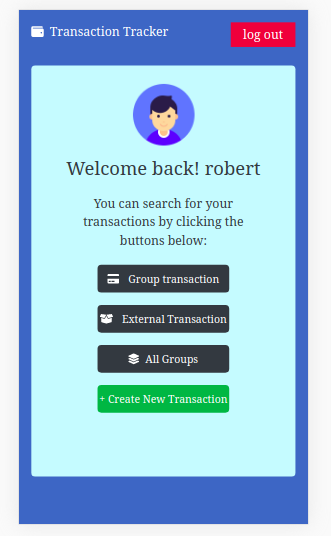 Transaction Tracker
log out
Welcome back! robert
You can search for your
transactions by clicking the
buttons below:
Group transaction
External Transaction
All Groups
+ Create New Transaction